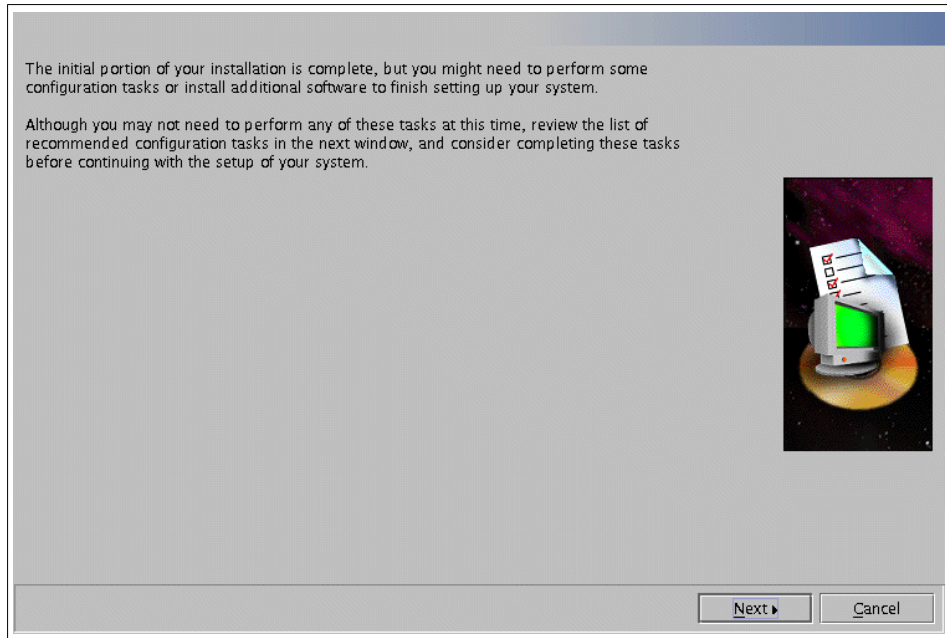 The initial portion of your installation is complete, but you might need to perform some
configuration tasks or install additional software to finish setting up your system.
Although you may not need to perform any of these tasks at this time, review the list of
recommended configuration tasks in the next window, and consider completing these tasks
before continuing with the setup of your system.
Next
Cancel